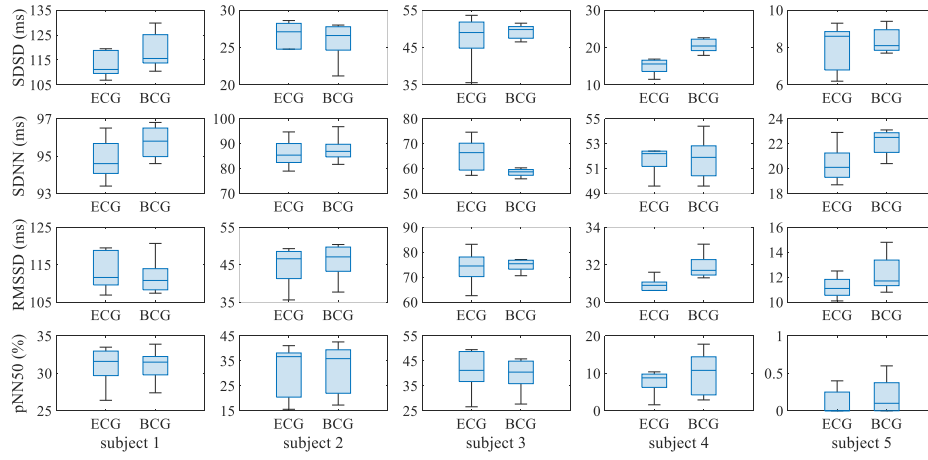 SDSD (ms)
125 115 105
30 25 20
55 45 35
30 20 10
10 8 6
ECG BCG ECG BCG ECG BCG ECG BCG ECG BCG
SDNN (ms)
97 95 93
100 90 80 70
80 70 60 50
55 53 51 49
24 22 20 18
ECG BCG ECG BCG ECG BCG ECG BCG ECG BCG
RMSSD (ms)
125 115 105
55 45 35
90 80 70 60
34 32 30
16 14 12 10
ECG BCG ECG BCG ECG BCG ECG BCG ECG BCG
pNN50 (%)
35 33 31 25
45 35 25 15
55 45 35 25
20 10 0
1 0.5 0
ECG BCG ECG BCG ECG BCG ECG BCG ECG BCG
subject 1 subject 2 subject 3 subject 4 subject 5